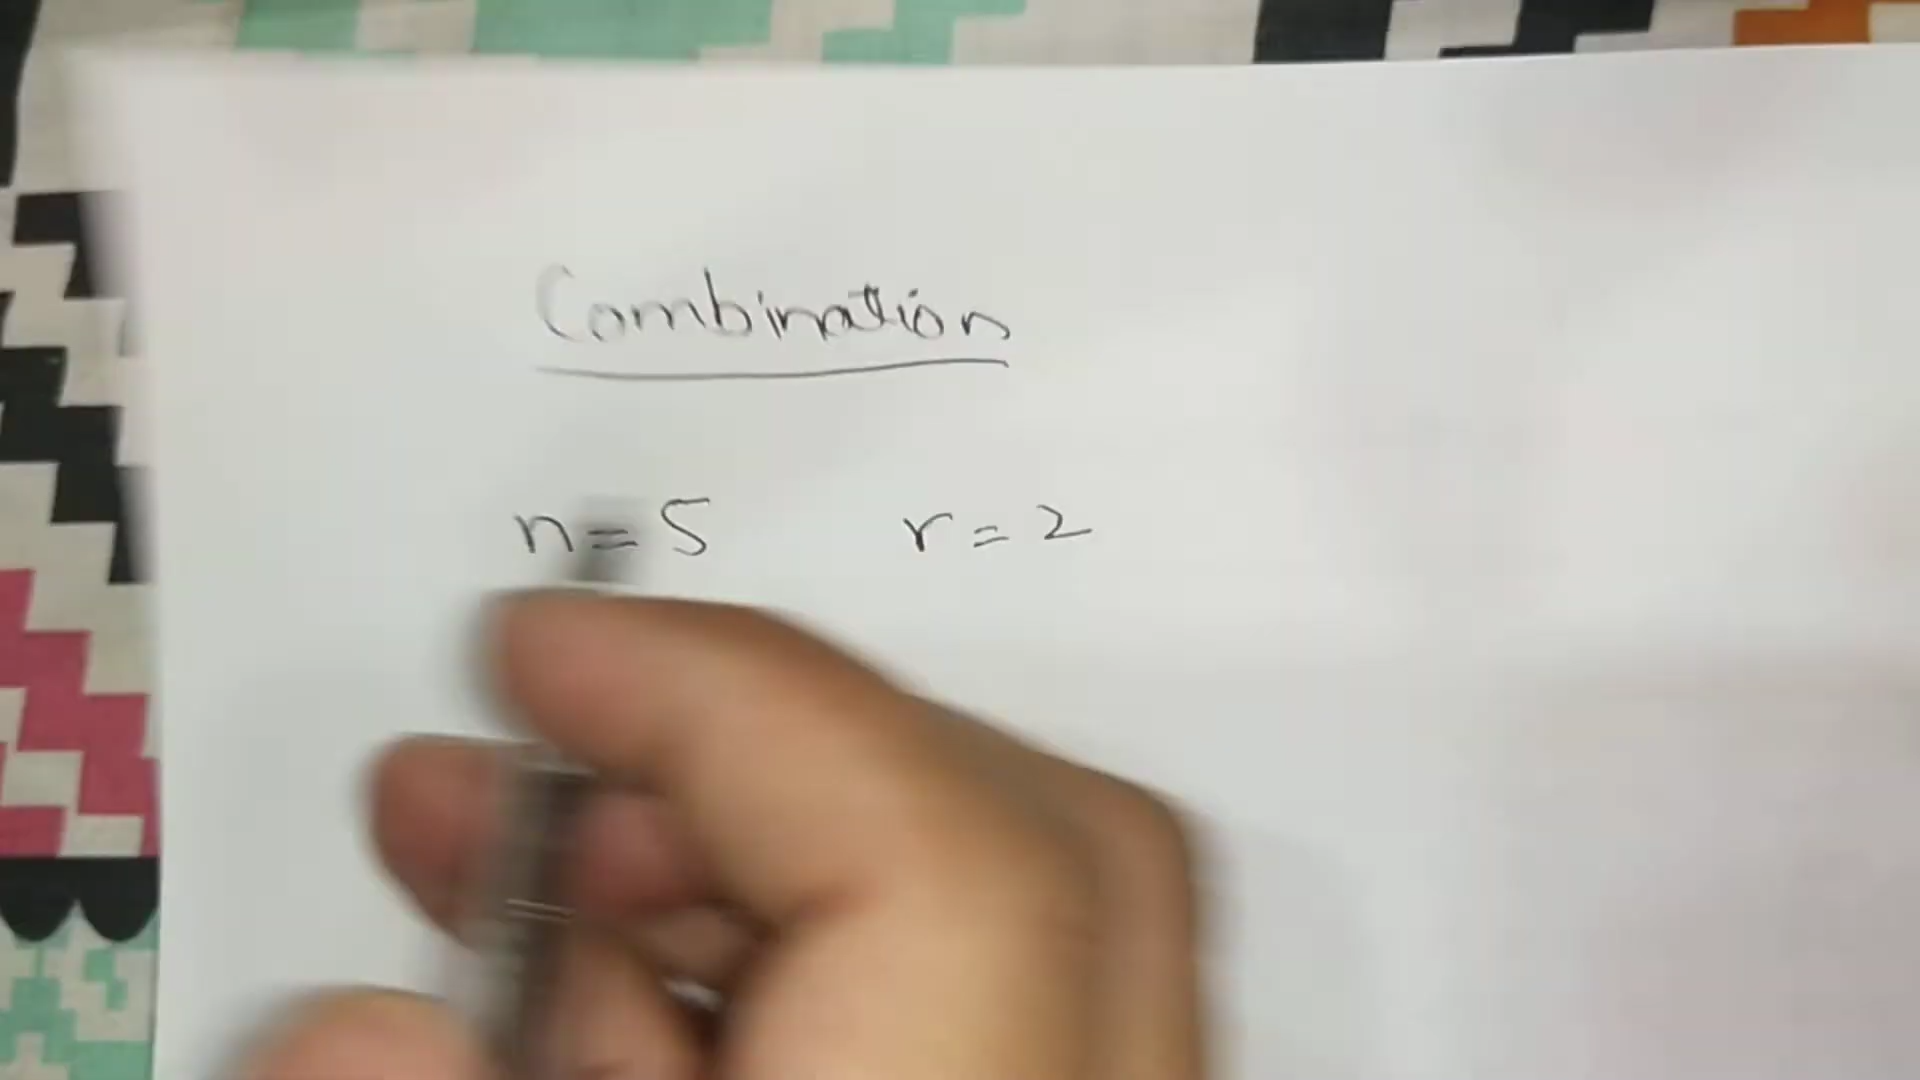 Combination
n = 5 r = 2